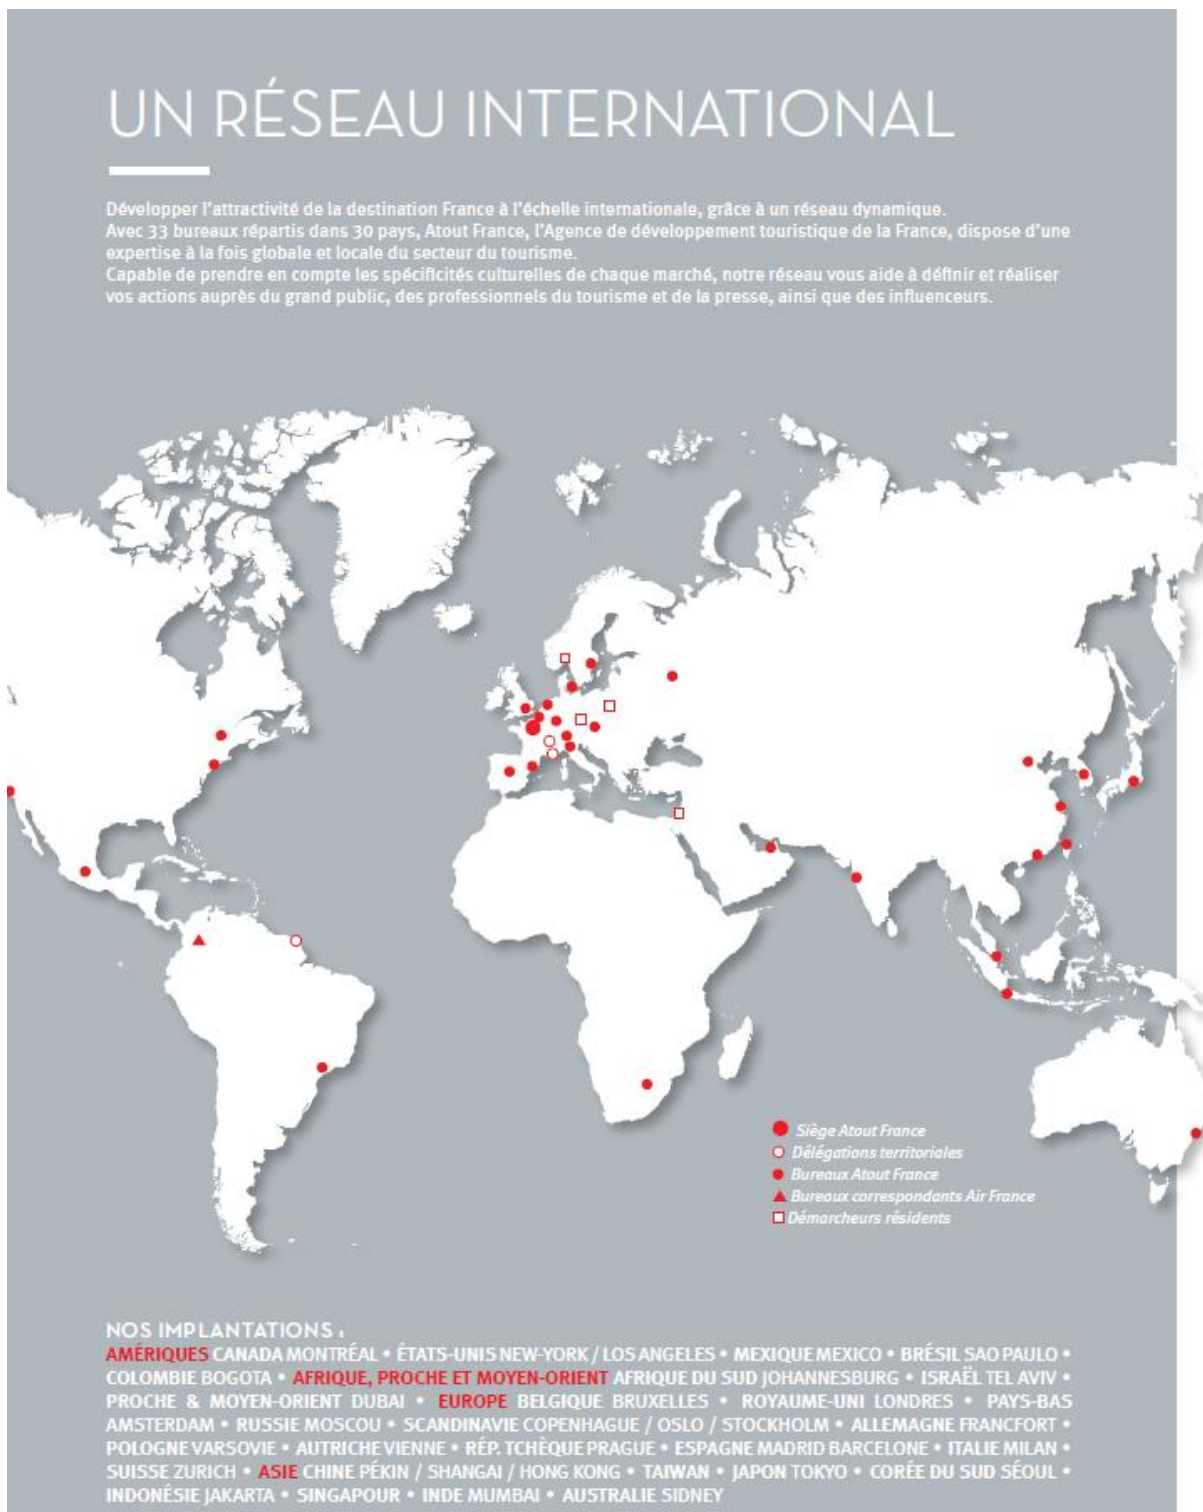 UN RÉSEAU INTERNATIONAL
Développer l'attractivité de la destination France à l'échelle internationale, grâce à un réseau dynamique.
Avec 33 bureaux répartis dans 30 pays, Atout France, l'Agence de développement touristique de la France, dispose d'une
expertise à la fois globale et locale du secteur du tourisme.
Capable de prendre en compte les spécificités culturelles de chaque marché, notre réseau vous aide à définir et réaliser
vos actions auprès du grand public, des professionnels du tourisme et de la presse, ainsi que des influenceurs.
Siège Atout France
Délégations territoriales
Bureaux Atout France
Bureaux correspondants Air France
Démarcheurs résidents
NOS IMPLANTATIONS :
AMÉRIQUES CANADA MONTRÉAL • ÉTATS-UNIS NEW-YORK / LOS ANGELES • MEXIQUE MEXICO • BRÉSIL SAO PAULO •
COLOMBIE BOGOTA • AFRIQUE, PROCHE ET MOYEN-ORIENT AFRIQUE DU SUD JOHANNESBURG • ISRAËL TEL AVIV •
PROCHE & MOYEN-ORIENT DUBAI • EUROPE BELGIQUE BRUXELLES • ROYAUME-UNI LONDRES • PAYS-BAS
AMSTERDAM • RUSSIE MOSCOU • SCANDINAVIE COPENHAGUE / OSLO / STOCKHOLM • ALLEMAGNE FRANCFORT •
POLOGNE VARSOVIE • AUTRICHE VIENNE • RÉP. TCHÈQUE PRAGUE • ESPAGNE MADRID BARCELONE • ITALIE MILAN •
SUISSE ZURICH • ASIE CHINE PÉKIN / SHANGAI / HONG KONG • TAIWAN • JAPON TOKYO • CORÉE DU SUD SÉOUL •
INDONÉSIE JAKARTA • SINGAPOUR • INDE MUMBAI • AUSTRALIE SIDNEY